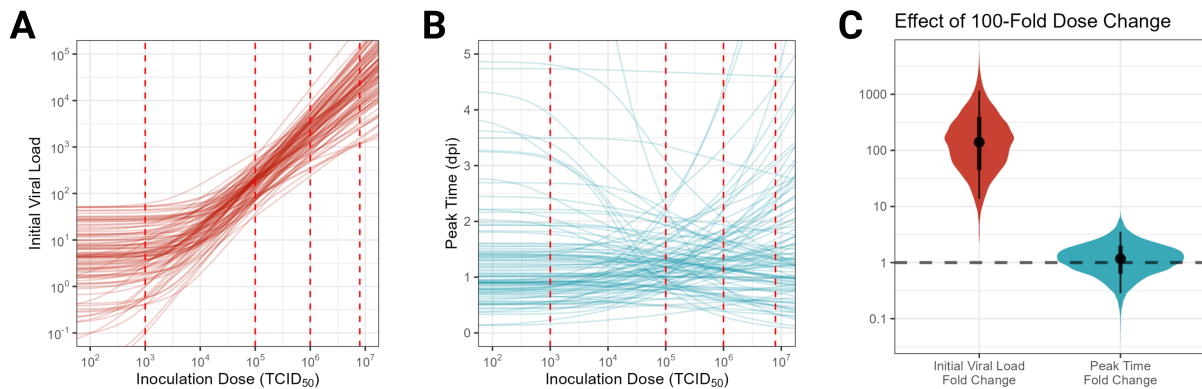 A
Initial Viral Load
10⁵
10⁴
10³
10²
10¹
10⁰
10⁻¹
10² 10³ 10⁴ 10⁵ 10⁶ 10⁷
Inoculation Dose (TCID₅₀)
B
Peak Time (dpi)
5
4
3
2
1
0
10² 10³ 10⁴ 10⁵ 10⁶ 10⁷
Inoculation Dose (TCID₅₀)
C
Effect of 100-Fold Dose Change
1000
100
10
1
0.1
Initial Viral Load
Fold Change
Peak Time
Fold Change